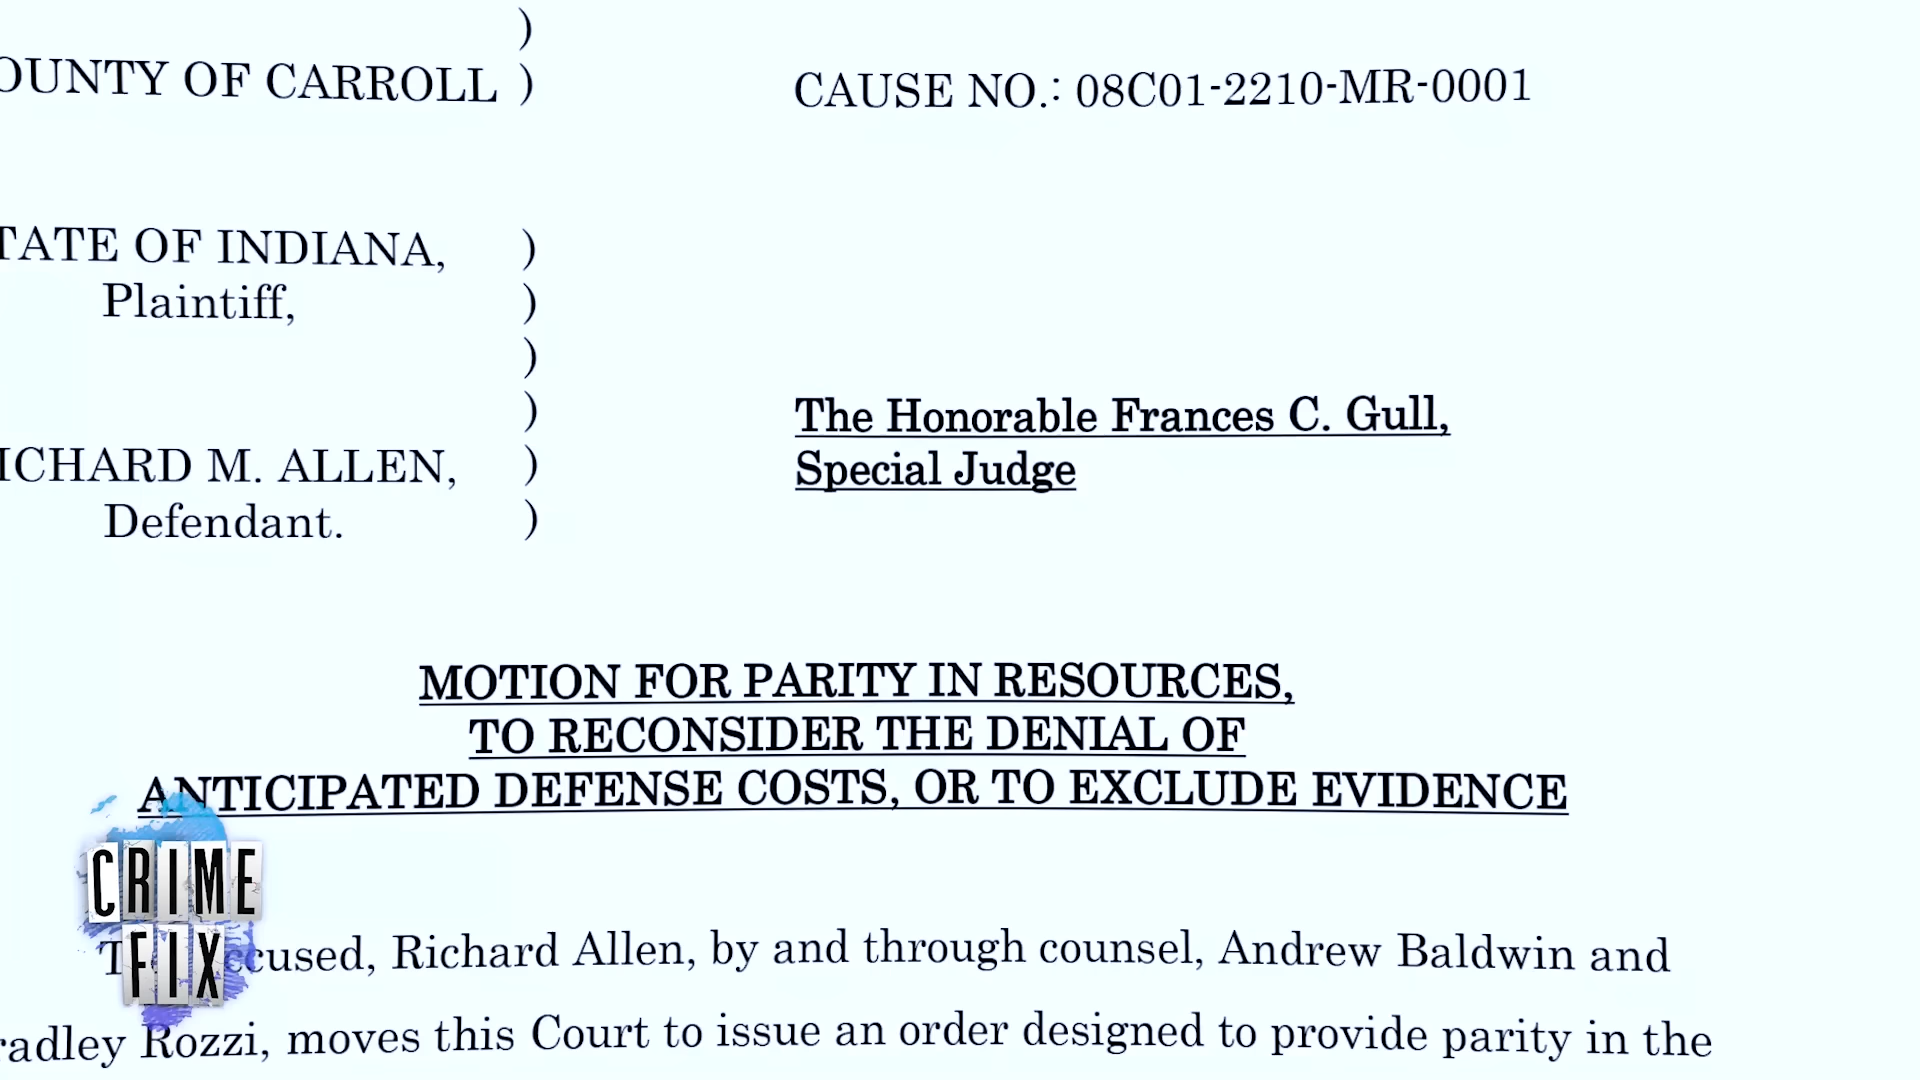 )
OUNTY OF CARROLL )
CAUSE NO.: 08C01-2210-MR-0001
TATE OF INDIANA, )
Plaintiff, )
)
)
ICHARD M. ALLEN, )
Defendant. )
The Honorable Frances C. Gull,
Special Judge
MOTION FOR PARITY IN RESOURCES,
TO RECONSIDER THE DENIAL OF
ANTICIPATED DEFENSE COSTS, OR TO EXCLUDE EVIDENCE
cused, Richard Allen, by and through counsel, Andrew Baldwin and
radley Rozzi, moves this Court to issue an order designed to provide parity in the
CRIME
FIX